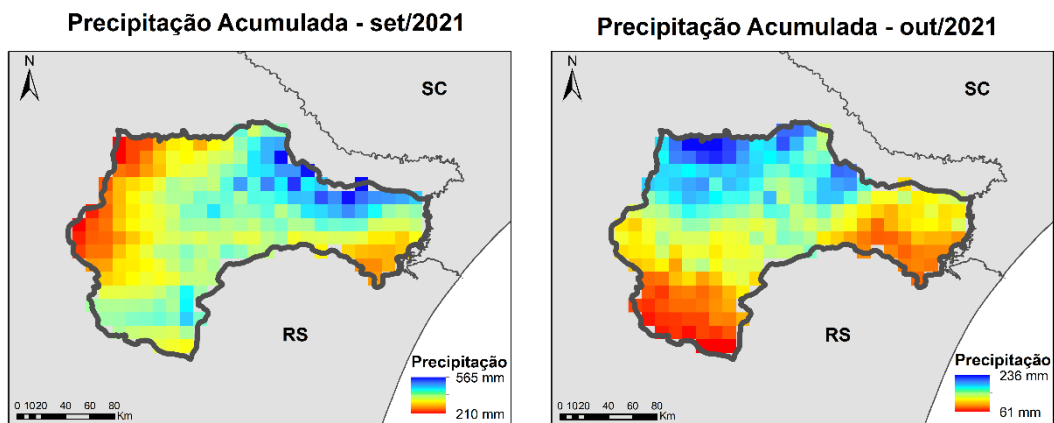 Precipitação Acumulada - set/2021
N
SC
RS
Precipitação
565 mm
210 mm
0 10 20 40 60 80
Km
Precipitação Acumulada - out/2021
N
SC
RS
Precipitação
236 mm
61 mm
0 10 20 40 60 80
Km